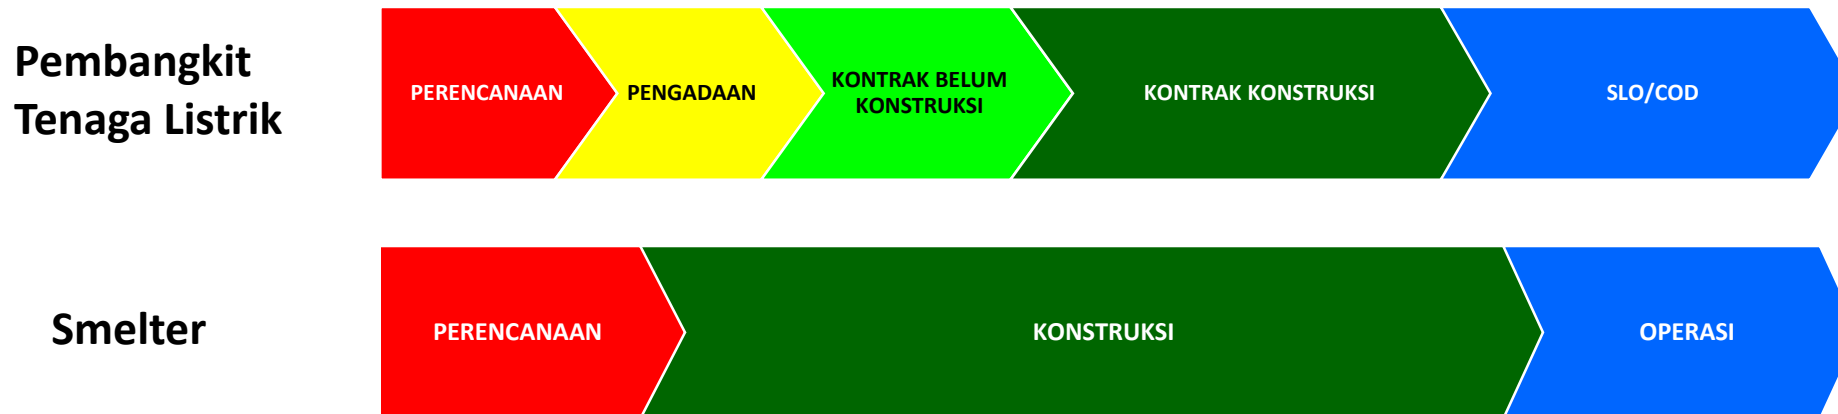 Pembangkit
Tenaga Listrik
PERENCANAAN
PENGADAAN
KONTRAK BELUM
KONSTRUKSI
KONTRAK KONSTRUKSI
SLO/COD
Smelter
PERENCANAAN
KONSTRUKSI
OPERASI